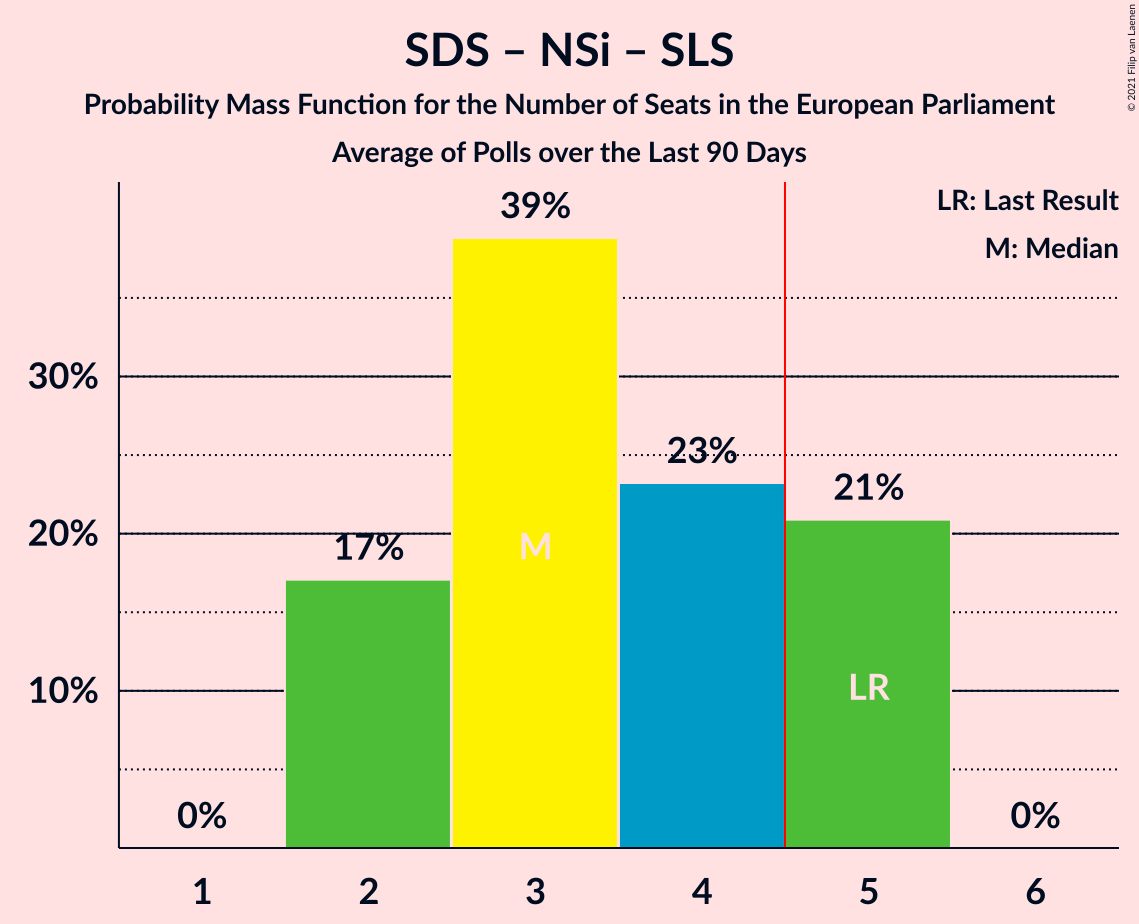 SDS – NSi – SLS
Probability Mass Function for the Number of Seats in the European Parliament
Average of Polls over the Last 90 Days
© 2021 Filip van Laenen
LR: Last Result
M: Median
39%
30%
23%
21%
20%
17%
M
10%
LR
0%
0%
1 2 3 4 5 6